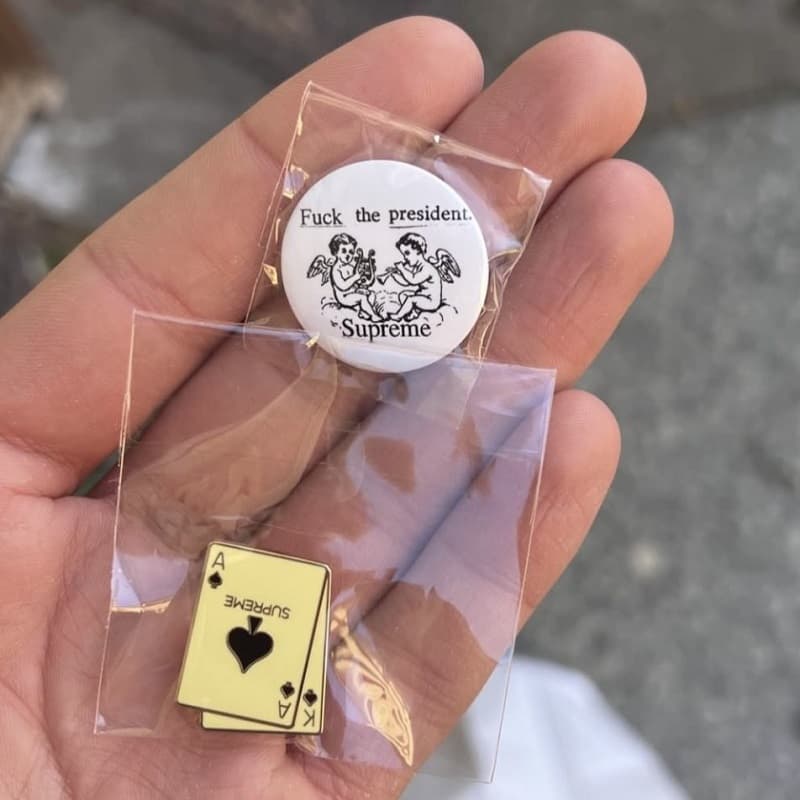 Fuck the president.
Supreme
A
SUPREME
A
K